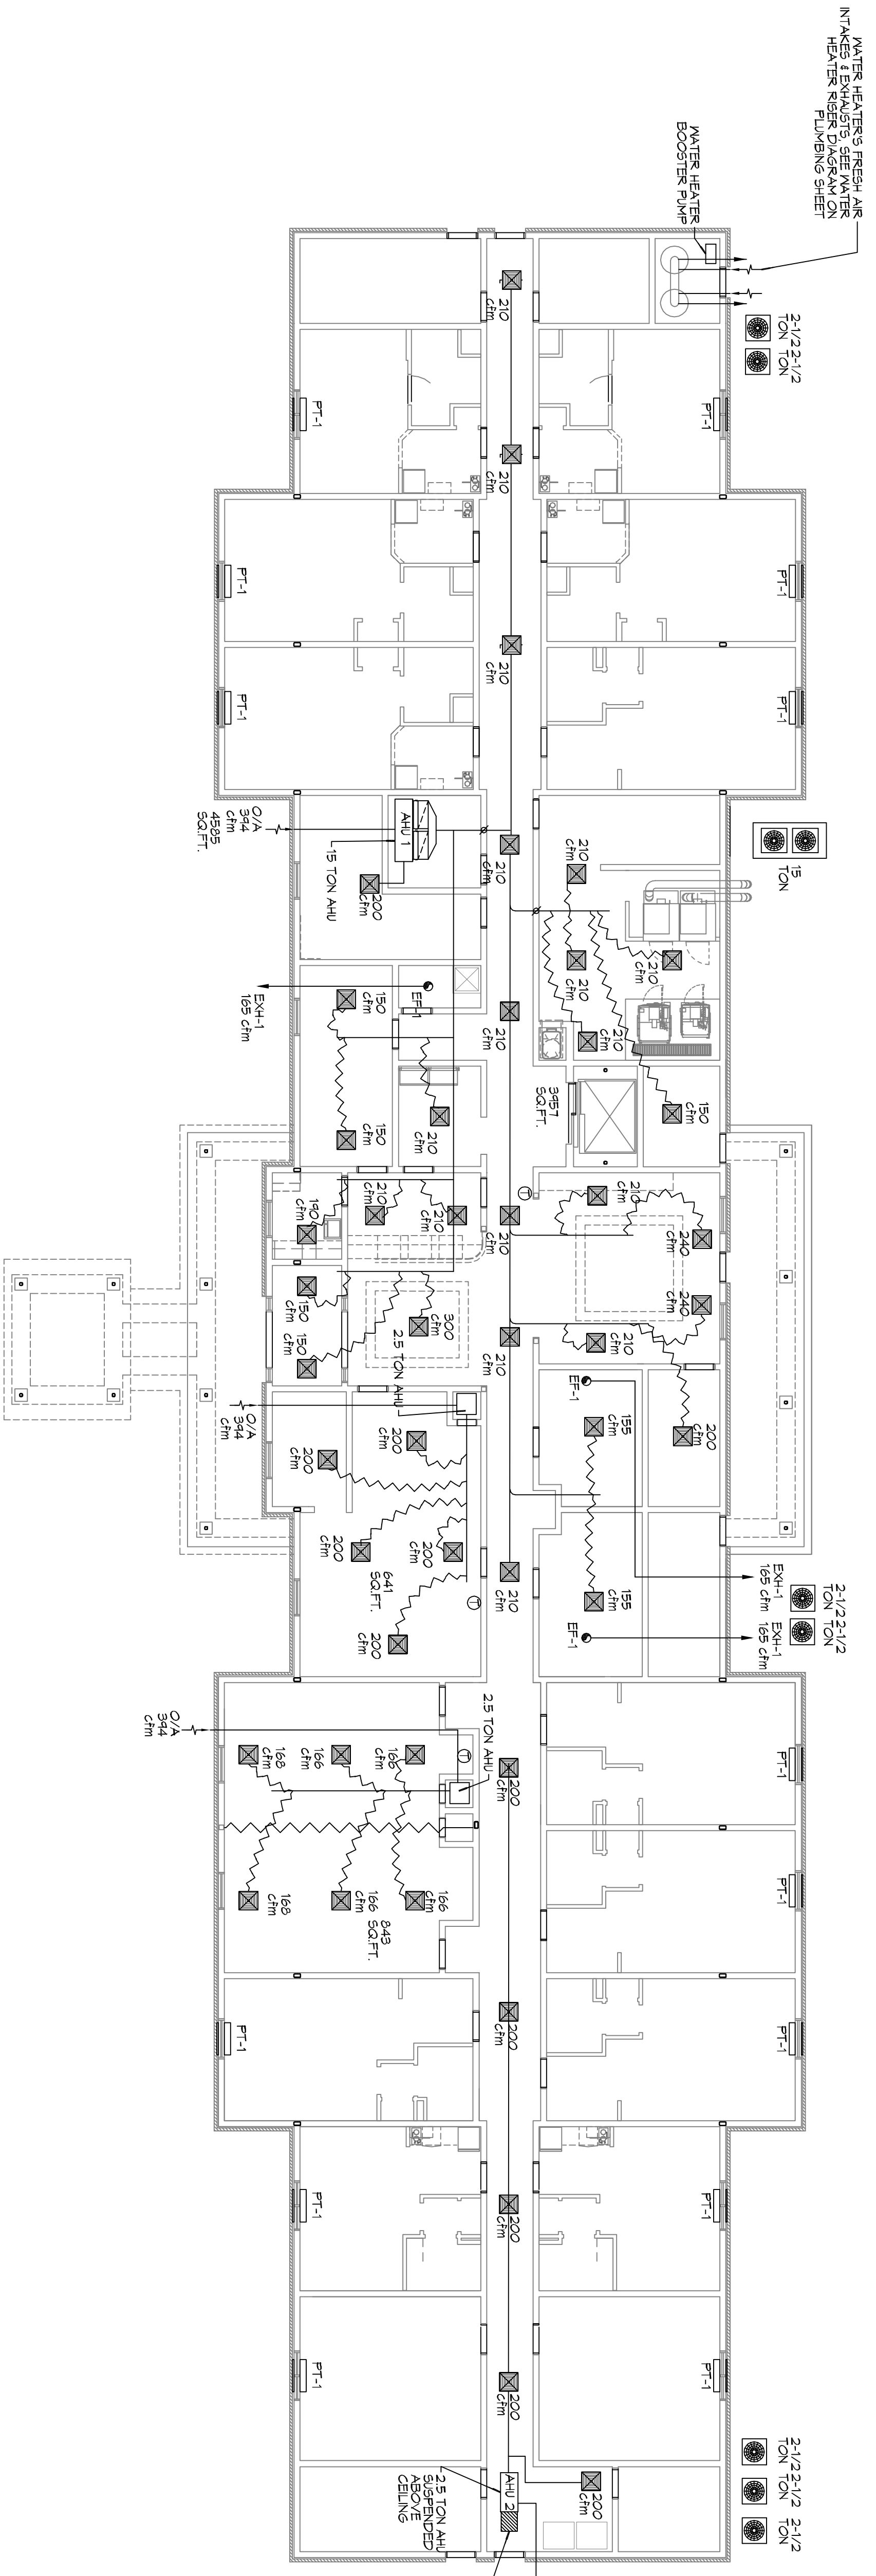 WATER HEATER'S FRESH AIR
INTAKES & EXHAUSTS, SEE WATER
HEATER RISER DIAGRAM ON
PLUMBING SHEET
WATER HEATER
BOOSTER PUMP
2-1/2 2-1/2
TON TON
PT-1
PT-1
210
cfm
210
cfm
PT-1
PT-1
PT-1
PT-1
210
cfm
15
TON
O/A
394
cfm
4585
SQ.FT.
AHU 1
15 TON AHU
200
cfm
210
cfm
210
cfm
210
cfm
210
cfm
210
cfm
150
cfm
EXH-1
165 cfm
EF-1
150
cfm
150
cfm
210
cfm
210
cfm
3957
SQ.FT.
T
210
cfm
210
cfm
240
cfm
240
cfm
210
cfm
190
cfm
210
cfm
210
cfm
150
cfm
150
cfm
300
cfm
2.5 TON AHU
210
cfm
EF-1
155
cfm
200
cfm
O/A
394
cfm
200
cfm
200
cfm
200
cfm
200
cfm
641
SQ.FT.
200
cfm
T
210
cfm
155
cfm
EF-1
EXH-1
165 cfm
EXH-1
165 cfm
2-1/2 2-1/2
TON TON
O/A
394
cfm
2.5 TON AHU
T
168
cfm
166
cfm
166
cfm
168
cfm
166
cfm
166
cfm
843
SQ.FT.
200
cfm
PT-1
PT-1
PT-1
PT-1
200
cfm
PT-1
PT-1
200
cfm
PT-1
PT-1
200
cfm
200
cfm
AHU 2
2.5 TON AHU
SUSPENDED
ABOVE
CEILING
2-1/2 2-1/2
TON TON
2-1/2
TON